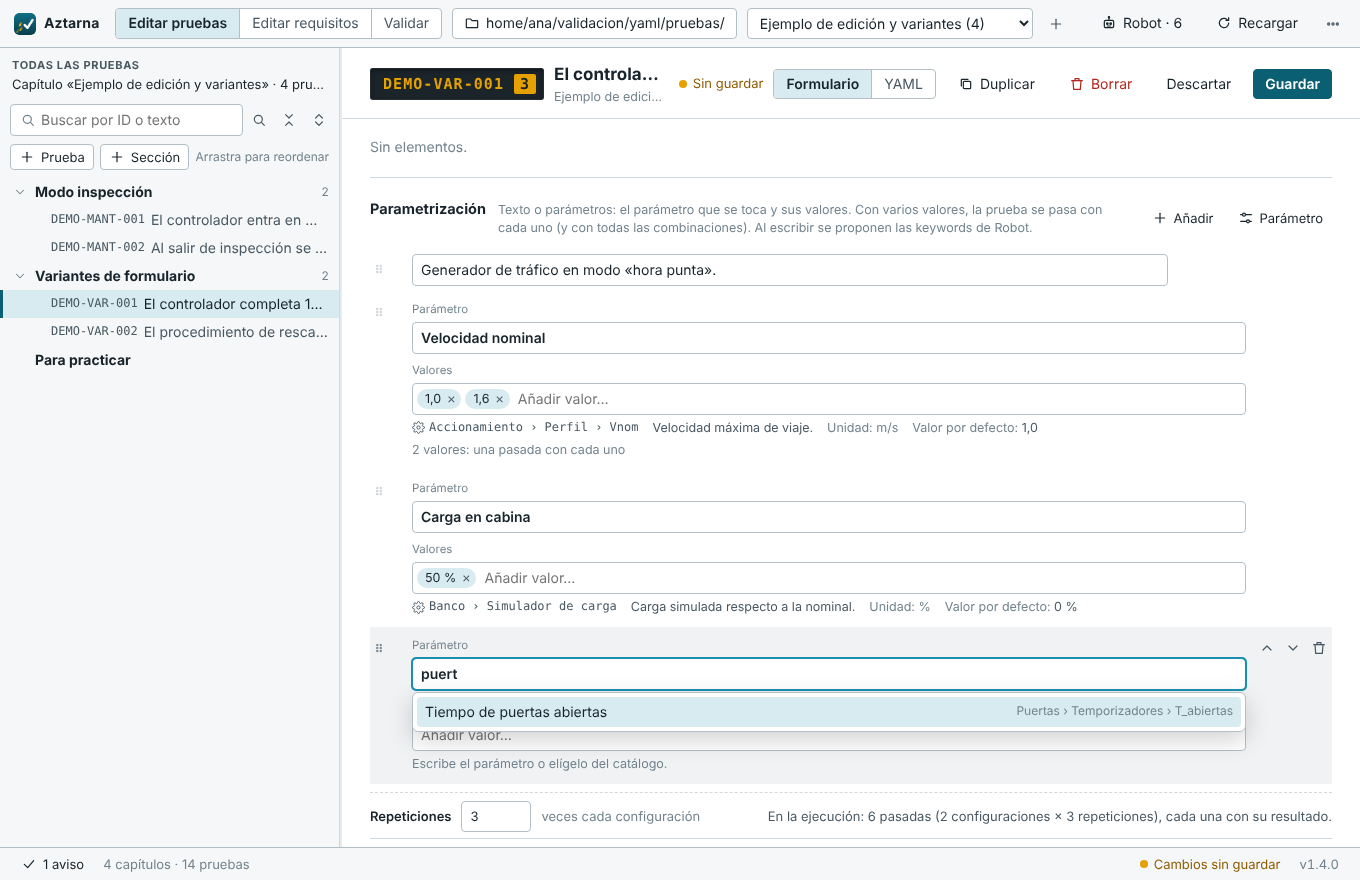 Aztarna
Editar pruebas
Editar requisitos
Validar
home/ana/validacion/yaml/pruebas/
Ejemplo de edición y variantes (4)
Robot · 6
Recargar
TODAS LAS PRUEBAS
Capítulo «Ejemplo de edición y variantes» · 4 pru...
Buscar por ID o texto
Prueba
Sección
Arrastra para reordenar
Modo inspección 2
DEMO-MANT-001 El controlador entra en ...
DEMO-MANT-002 Al salir de inspección se ...
Variantes de formulario 2
DEMO-VAR-001 El controlador completa 1...
DEMO-VAR-002 El procedimiento de resca...
Para practicar
DEMO-VAR-001 3
El controla...
Ejemplo de edici...
Sin guardar
Formulario
YAML
Duplicar
Borrar
Descartar
Guardar
Sin elementos.
Parametrización
Texto o parámetros: el parámetro que se toca y sus valores. Con varios valores, la prueba se pasa con
cada uno (y con todas las combinaciones). Al escribir se proponen las keywords de Robot.
Añadir
Parámetro
Generador de tráfico en modo «hora punta».
Parámetro
Velocidad nominal
Valores
1,0 × 1,6 × Añadir valor...
Accionamiento › Perfil › Vnom Velocidad máxima de viaje. Unidad: m/s Valor por defecto: 1,0
2 valores: una pasada con cada uno
Parámetro
Carga en cabina
Valores
50 % × Añadir valor...
Banco › Simulador de carga Carga simulada respecto a la nominal. Unidad: % Valor por defecto: 0 %
Parámetro
puert
Tiempo de puertas abiertas Puertas › Temporizadores › T_abiertas
Añadir valor...
Escribe el parámetro o elígelo del catálogo.
Repeticiones 3 veces cada configuración
En la ejecución: 6 pasadas (2 configuraciones × 3 repeticiones), cada una con su resultado.
1 aviso
4 capítulos · 14 pruebas
Cambios sin guardar
v1.4.0